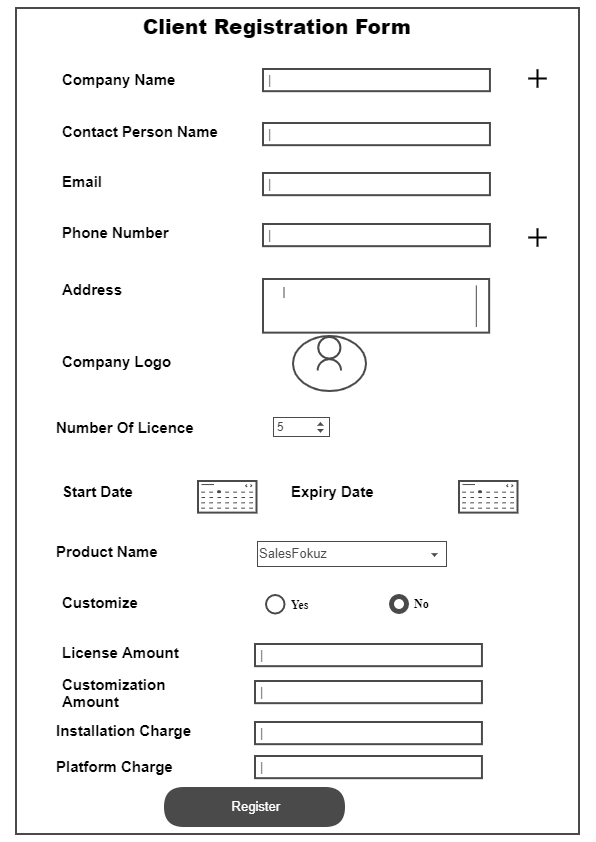 Client Registration Form
Company Name
Contact Person Name
Email
Phone Number
Address
Company Logo
Number Of Licence 5
Start Date Expiry Date
Product Name SalesFokuz
Customize Yes No
License Amount
Customization
Amount
Installation Charge
Platform Charge
Register